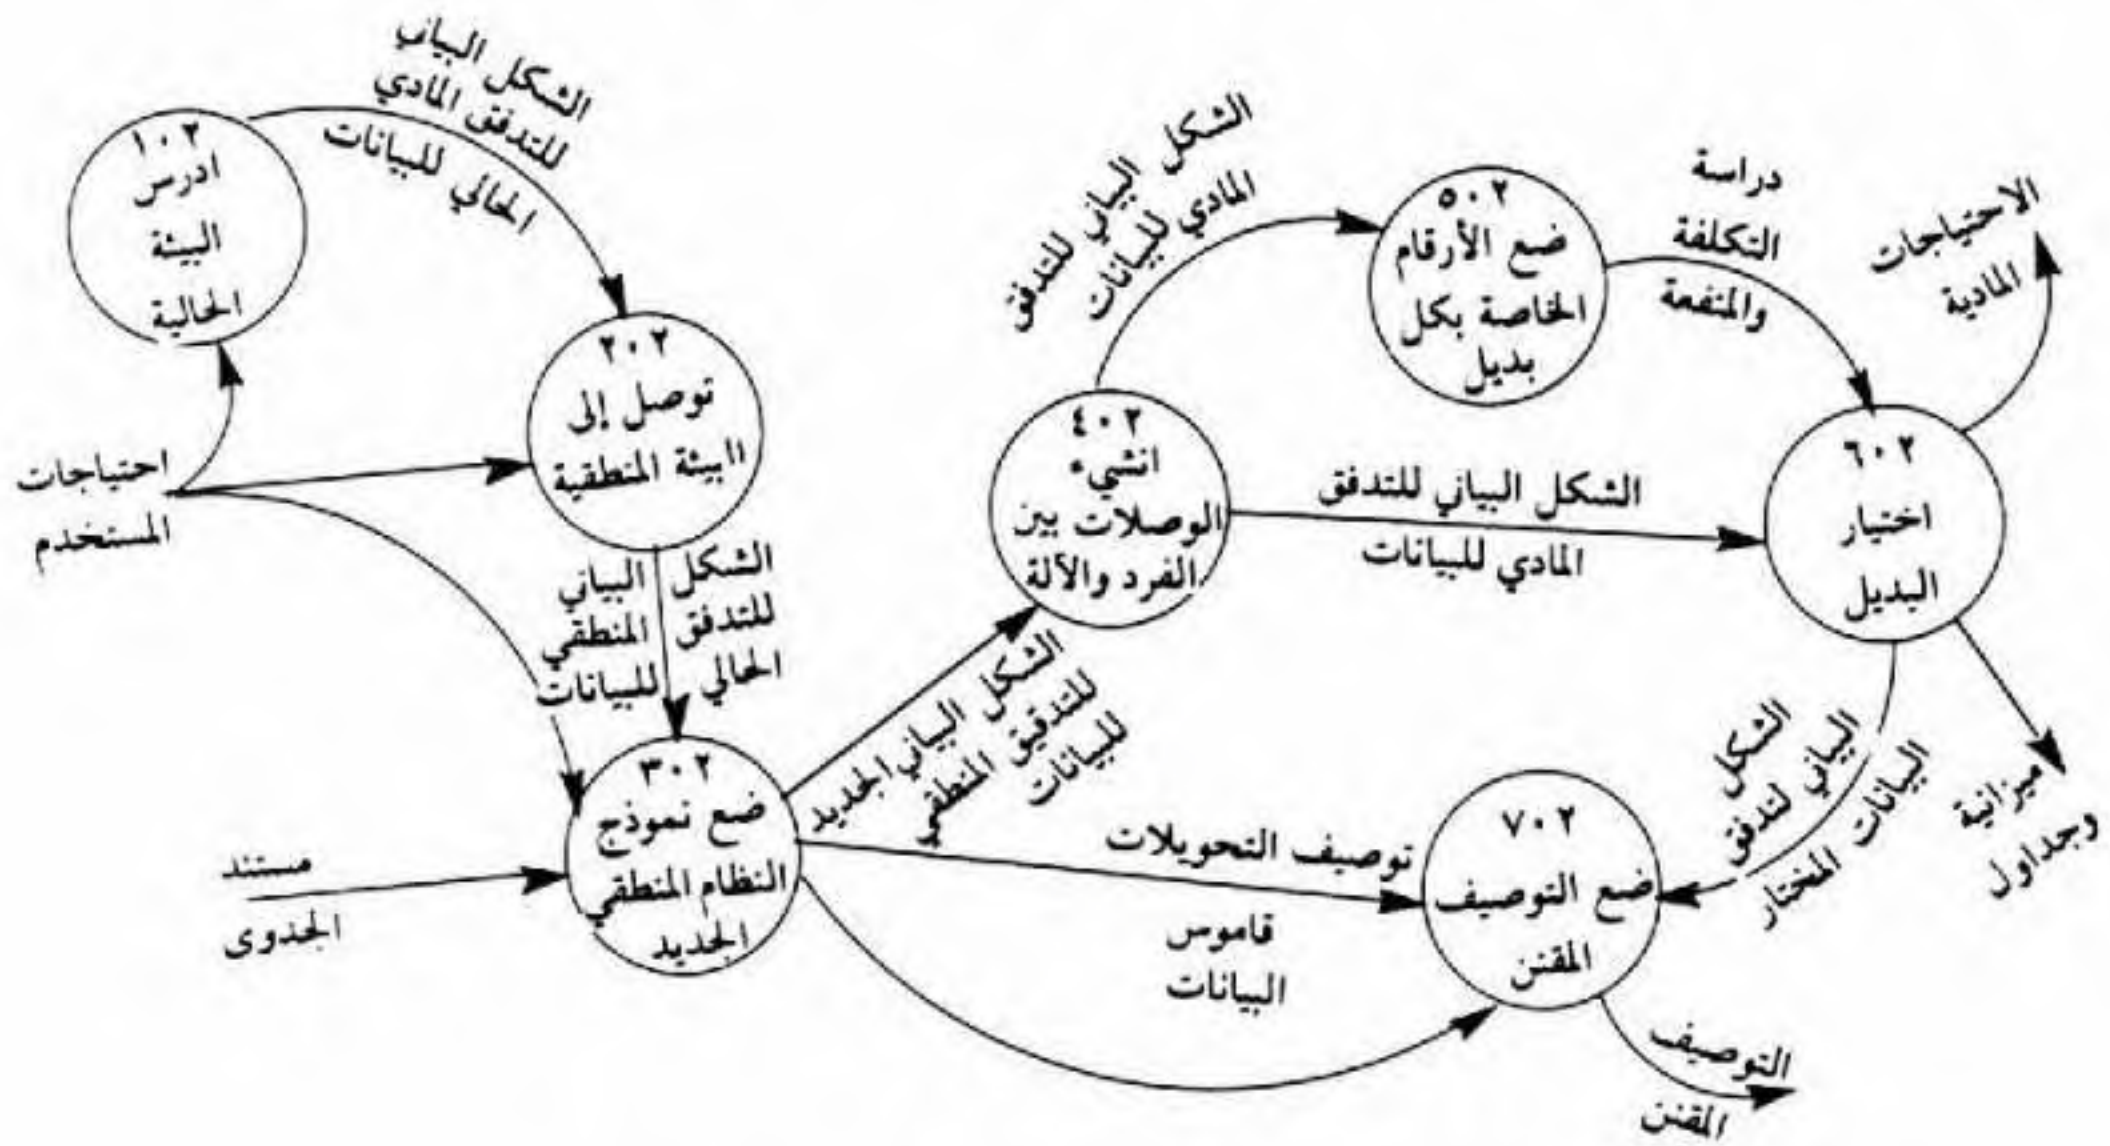 الشكل البياني
للتدفق المادي
الحالي للبيانات
١٠٢
ادرس
البيئة
الحالية
٢٠٢
توصل إلى
البيئة المنطقية
احتياجات
المستخدم
الشكل البياني
للتدفق المنطقي
الحالي للبيانات
٣٠٢
ضع نموذج
النظام المنطقي
الجديد
مستند
الجدوى
الشكل البياني الجديد
للتدقيق المنطقي
للبيانات
٤٠٢
انشيء
الوصلات بين
الفرد والآلة
الشكل البياني للتدفق
المادي للبيانات
٥٠٢
ضع الأرقام
الخاصة بكل
بديل
دراسة
التكلفة
والمنفعة
الشكل البياني للتدفق
المادي للبيانات
٦٠٢
اختيار
البديل
الاحتياجات
المادية
ميزانية
وجداول
الشكل
البياني لتدفق
البيانات المختار
توصيف التحويلات
قاموس
البيانات
٧٠٢
ضع التوصيف
المقنن
التوصيف
المقنن